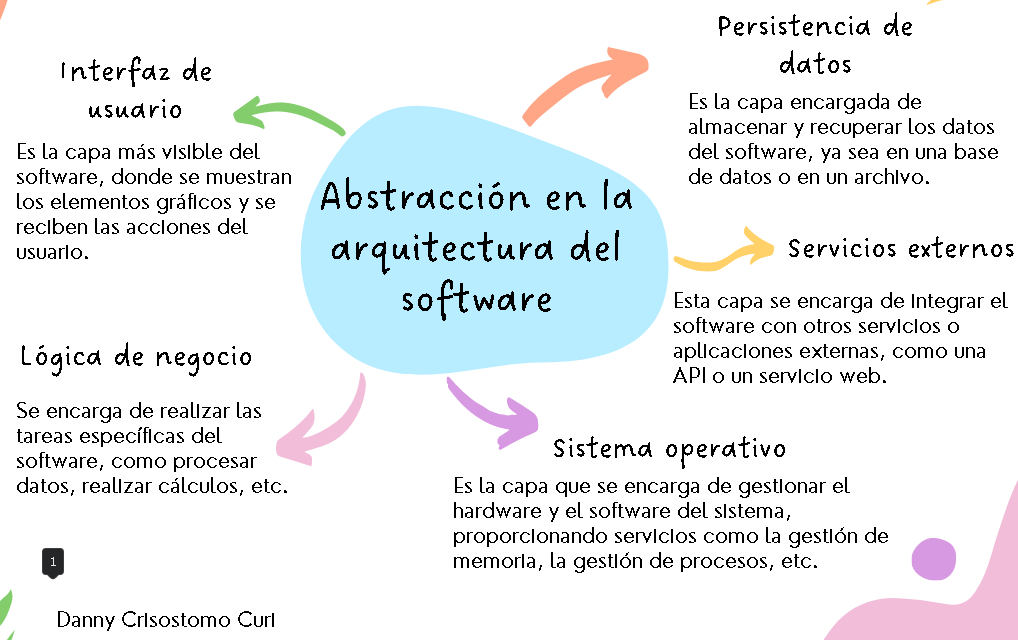 Abstracción en la
arquitectura del
software
Interfaz de
usuario
Es la capa más visible del
software, donde se muestran
los elementos gráficos y se
reciben las acciones del
usuario.
Persistencia de
datos
Es la capa encargada de
almacenar y recuperar los datos
del software, ya sea en una base
de datos o en un archivo.
Servicios externos
Esta capa se encarga de integrar el
software con otros servicios o
aplicaciones externas, como una
API o un servicio web.
Lógica de negocio
Se encarga de realizar las
tareas específicas del
software, como procesar
datos, realizar cálculos, etc.
Sistema operativo
Es la capa que se encarga de gestionar el
hardware y el software del sistema,
proporcionando servicios como la gestión de
memoria, la gestión de procesos, etc.
1
Danny Crisostomo Curi